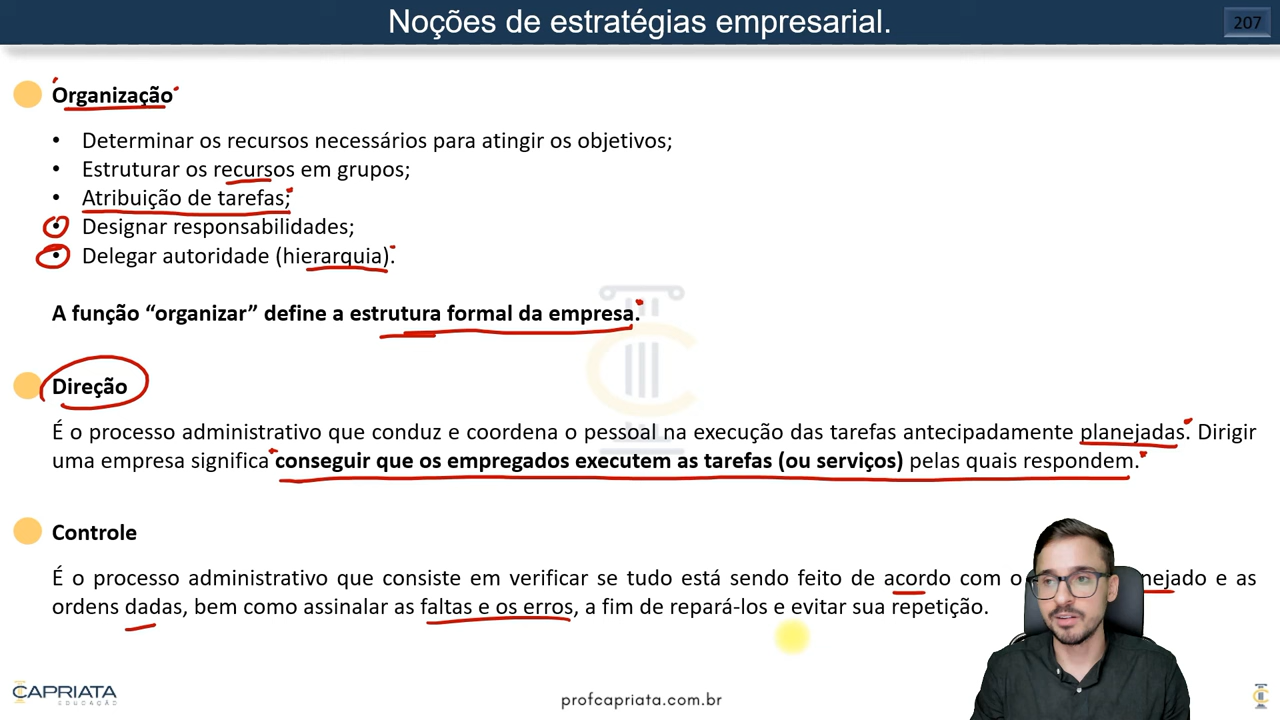 Noções de estratégias empresarial.
207
Organização
• Determinar os recursos necessários para atingir os objetivos;
• Estruturar os recursos em grupos;
• Atribuição de tarefas;
• Designar responsabilidades;
• Delegar autoridade (hierarquia).
A função “organizar” define a estrutura formal da empresa.
Direção
É o processo administrativo que conduz e coordena o pessoal na execução das tarefas antecipadamente planejadas. Dirigir
uma empresa significa conseguir que os empregados executem as tarefas (ou serviços) pelas quais respondem.
Controle
É o processo administrativo que consiste em verificar se tudo está sendo feito de acordo com o e as
ordens dadas, bem como assinalar as faltas e os erros, a fim de repará-los e evitar sua repetição.
CAPRIATA
EDUCAÇÃO
profcapriata.com.br